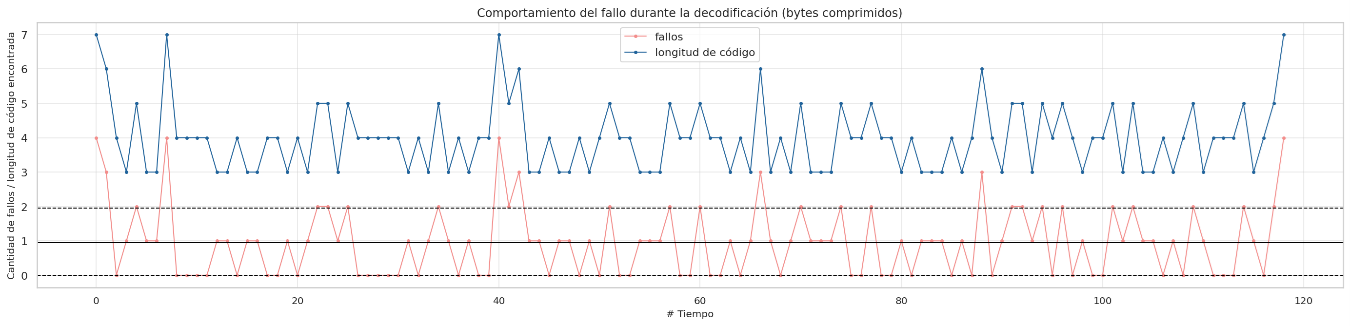 Comportamiento del fallo durante la decodificación (bytes comprimidos)
Cantidad de fallos / longitud de código encontrada
7
6
5
4
3
2
1
0
fallos
longitud de código
0 20 40 60 80 100 120
# Tiempo